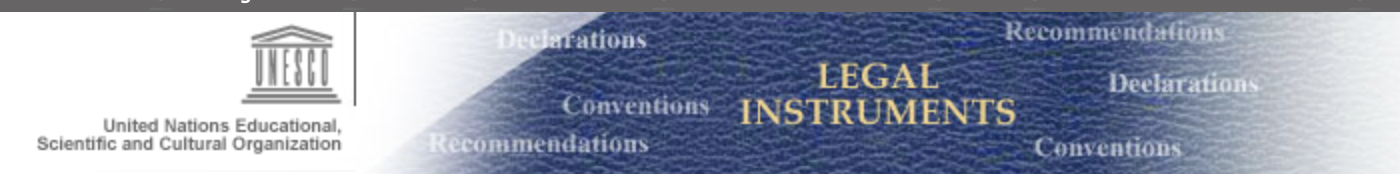 UNESCO
United Nations Educational,
Scientific and Cultural Organization
Declarations
Recommendations
LEGAL
INSTRUMENTS
Declarations
Conventions
Recommendations
Conventions